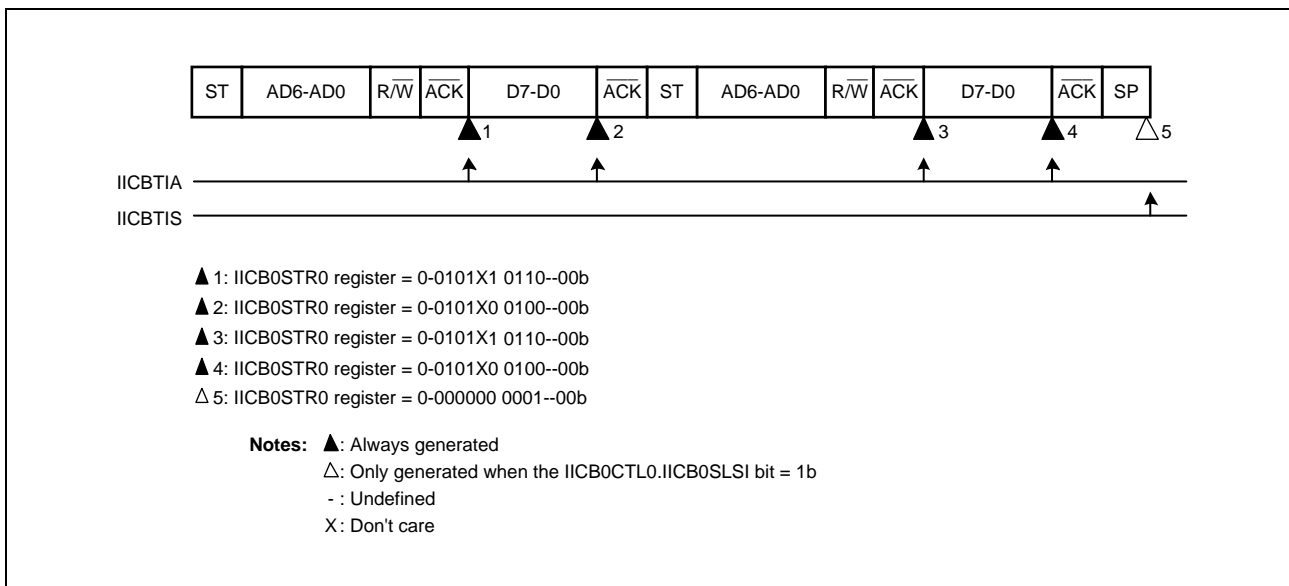 ST AD6-AD0 R/W ACK D7-D0 ACK ST AD6-AD0 R/W ACK D7-D0 ACK SP
▲1 ▲2 ▲3 ▲4 △5
IICBTIA
IICBTIS
▲ 1: IICB0STR0 register = 0-0101X1 0110--00b
▲ 2: IICB0STR0 register = 0-0101X0 0100--00b
▲ 3: IICB0STR0 register = 0-0101X1 0110--00b
▲ 4: IICB0STR0 register = 0-0101X0 0100--00b
△ 5: IICB0STR0 register = 0-000000 0001--00b
Notes: ▲: Always generated
△: Only generated when the IICB0CTL0.IICB0SLSI bit = 1b
- : Undefined
X: Don't care